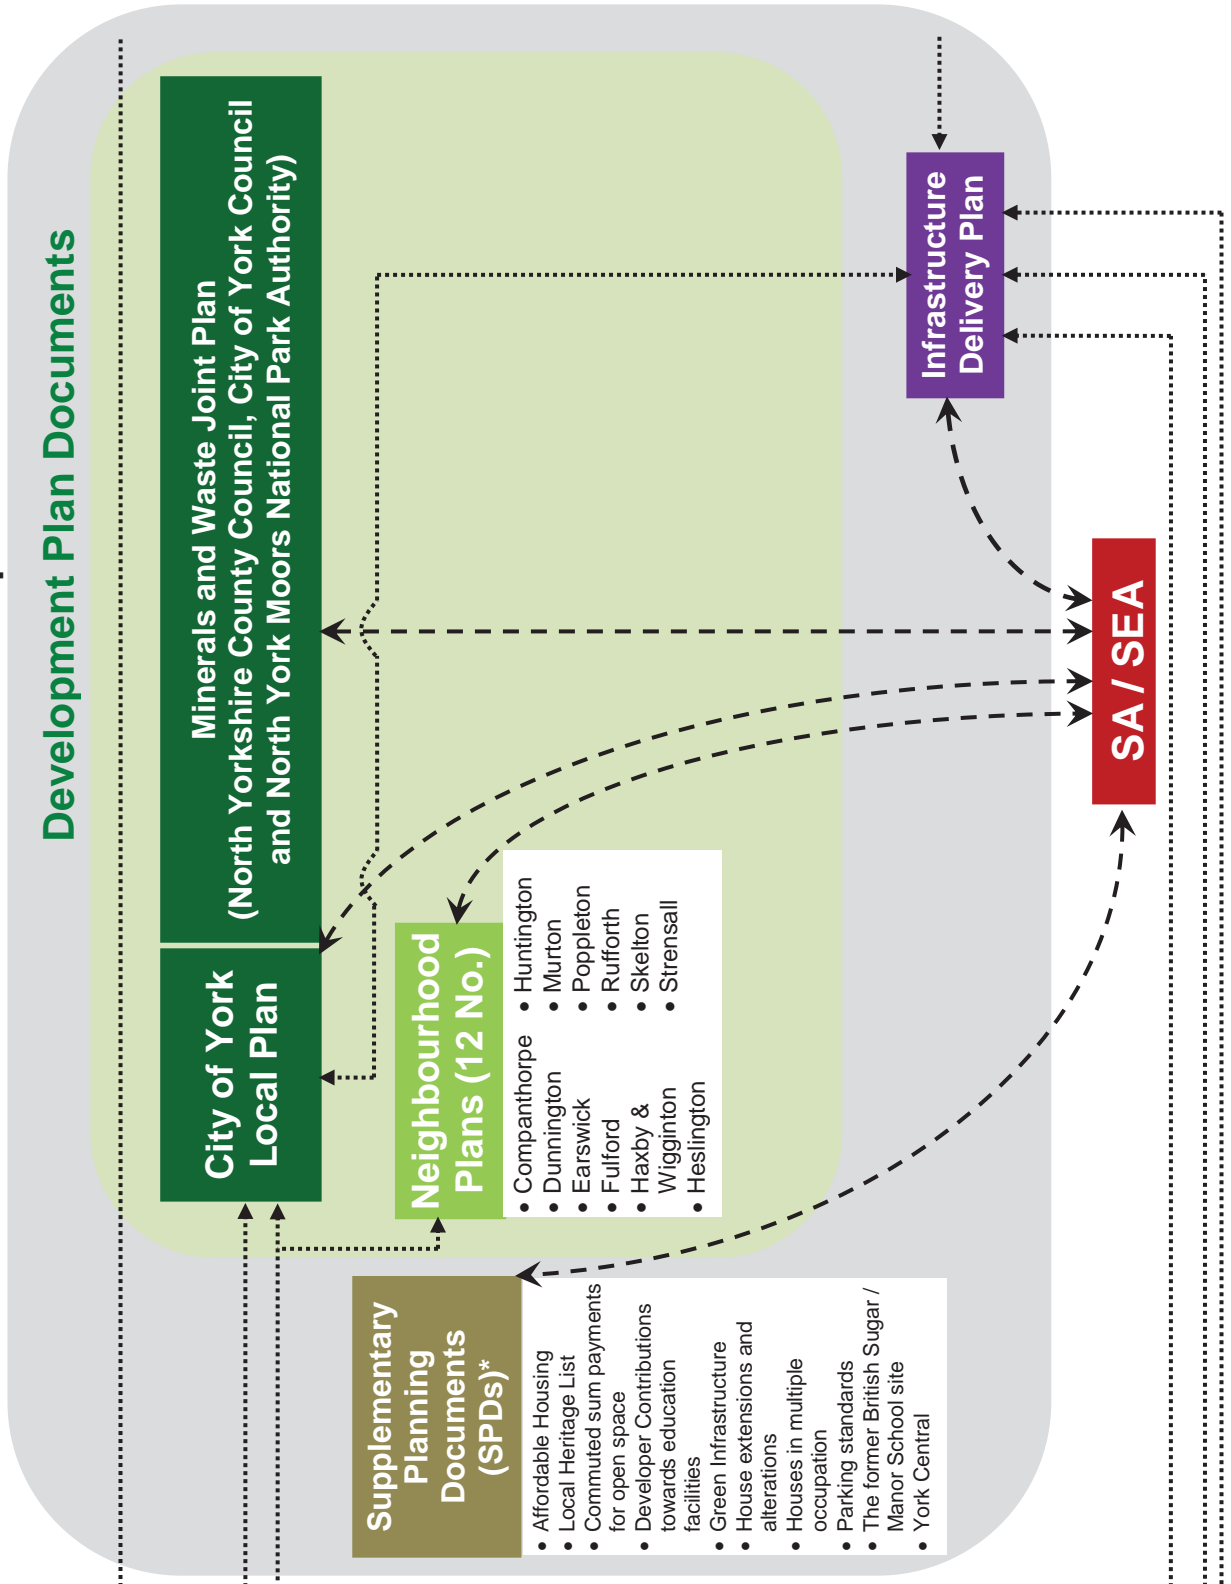 Development Plan Documents
City of York
Local Plan
Minerals and Waste Joint Plan
(North Yorkshire County Council, City of York Council
and North York Moors National Park Authority)
Neighbourhood
Plans (12 No.)
• Companthorpe
• Dunnington
• Earswick
• Fulford
• Haxby &
Wigginton
• Heslington
• Huntington
• Murton
• Poppleton
• Rufforth
• Skelton
• Strensall
Supplementary
Planning
Documents
(SPDs)*
• Affordable Housing
• Local Heritage List
• Commuted sum payments
for open space
• Developer Contributions
towards education
facilities
• Green Infrastructure
• House extensions and
alterations
• Houses in multiple
occupation
• Parking standards
• The former British Sugar /
Manor School site
• York Central
Infrastructure
Delivery Plan
SA / SEA